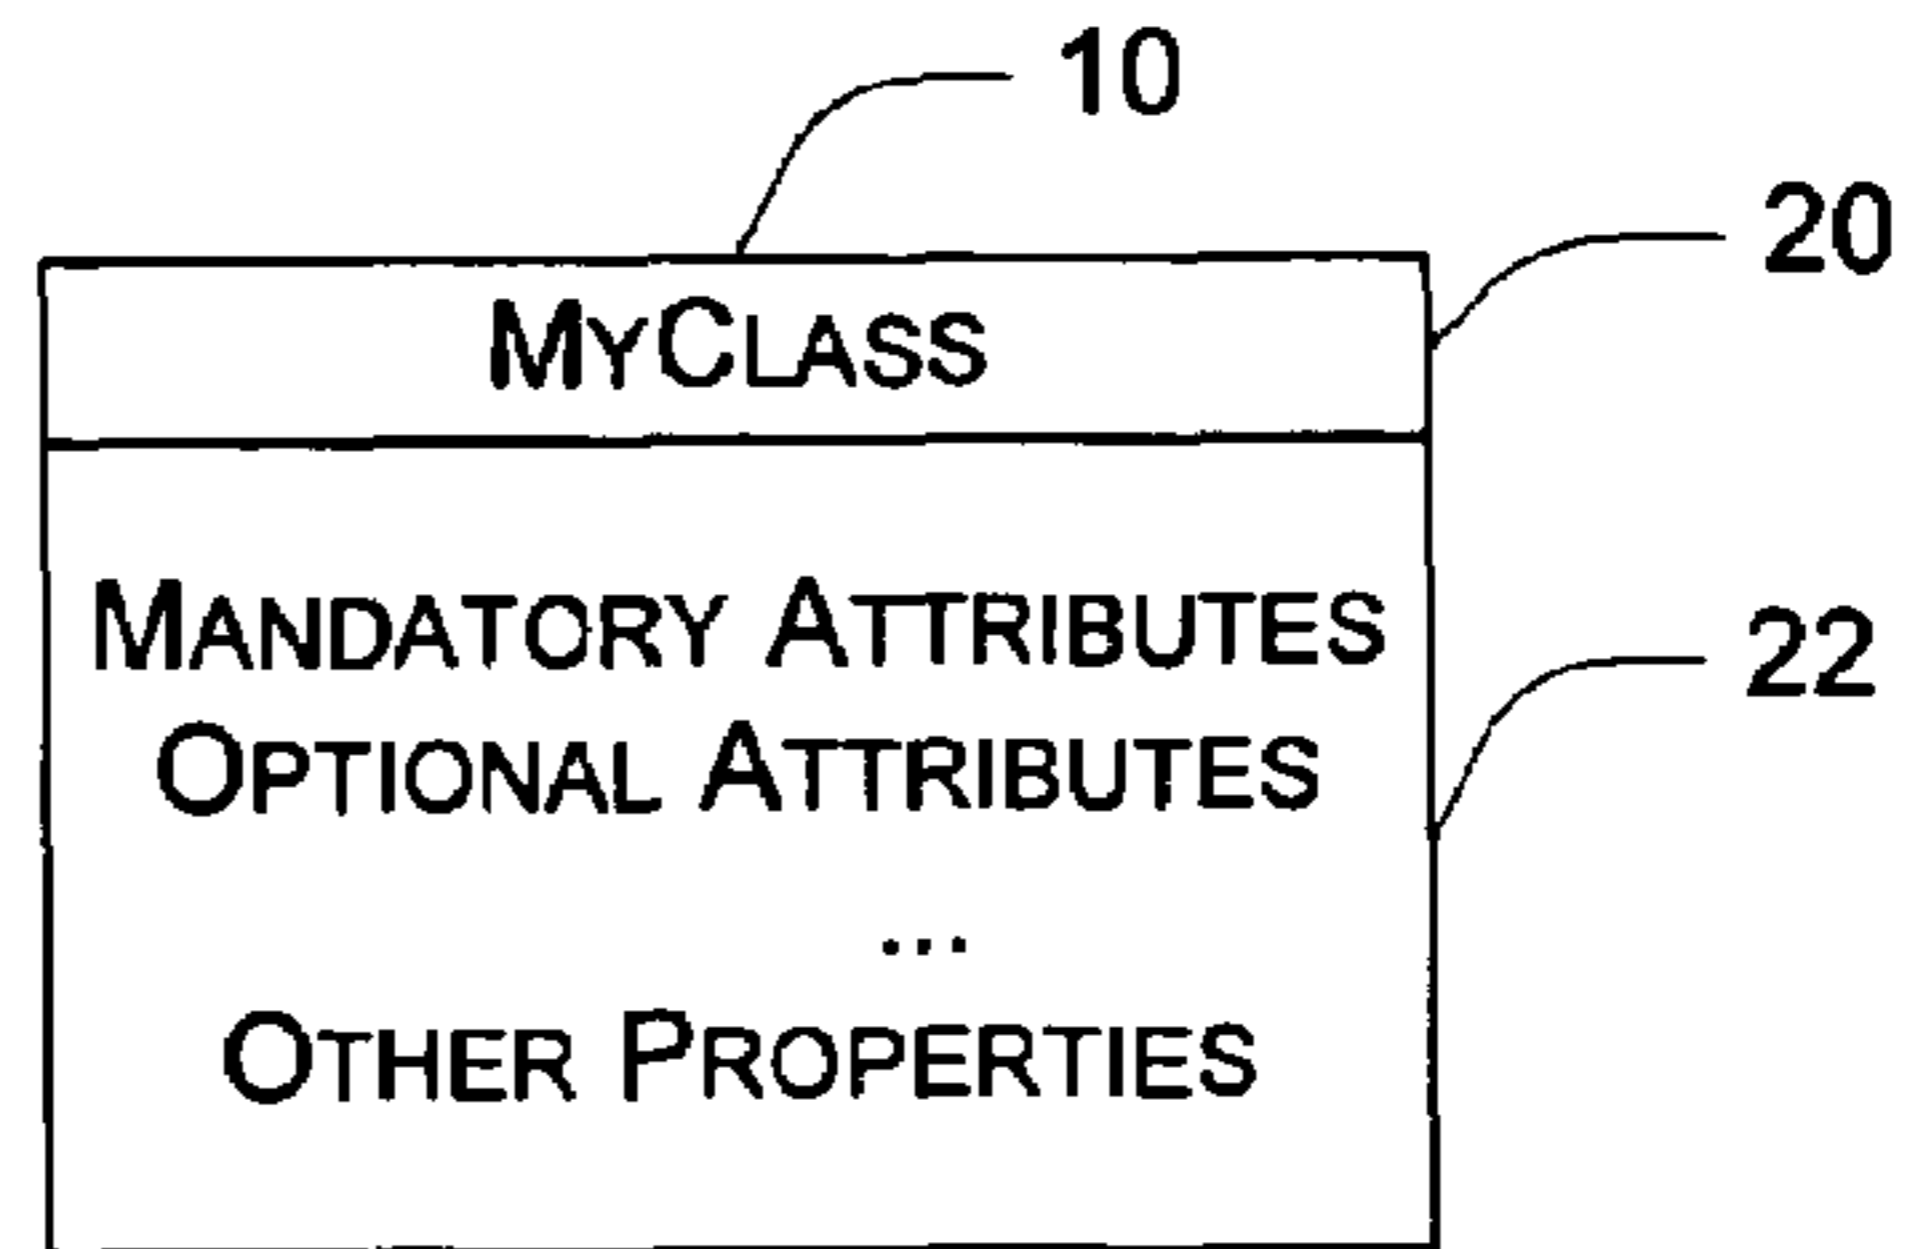 10
20
MYCLASS
22
MANDATORY ATTRIBUTES
OPTIONAL ATTRIBUTES
...
OTHER PROPERTIES